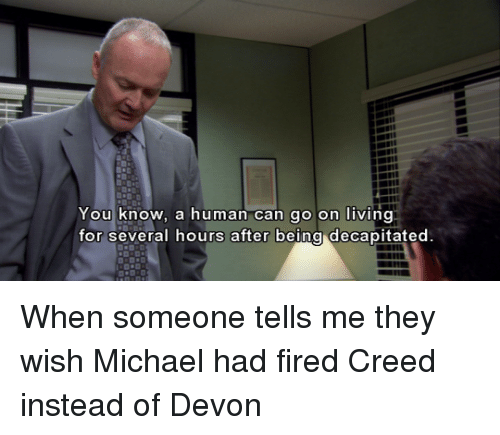 You know, a human can go on living
for several hours after being decapitated.
When someone tells me they
wish Michael had fired Creed
instead of Devon